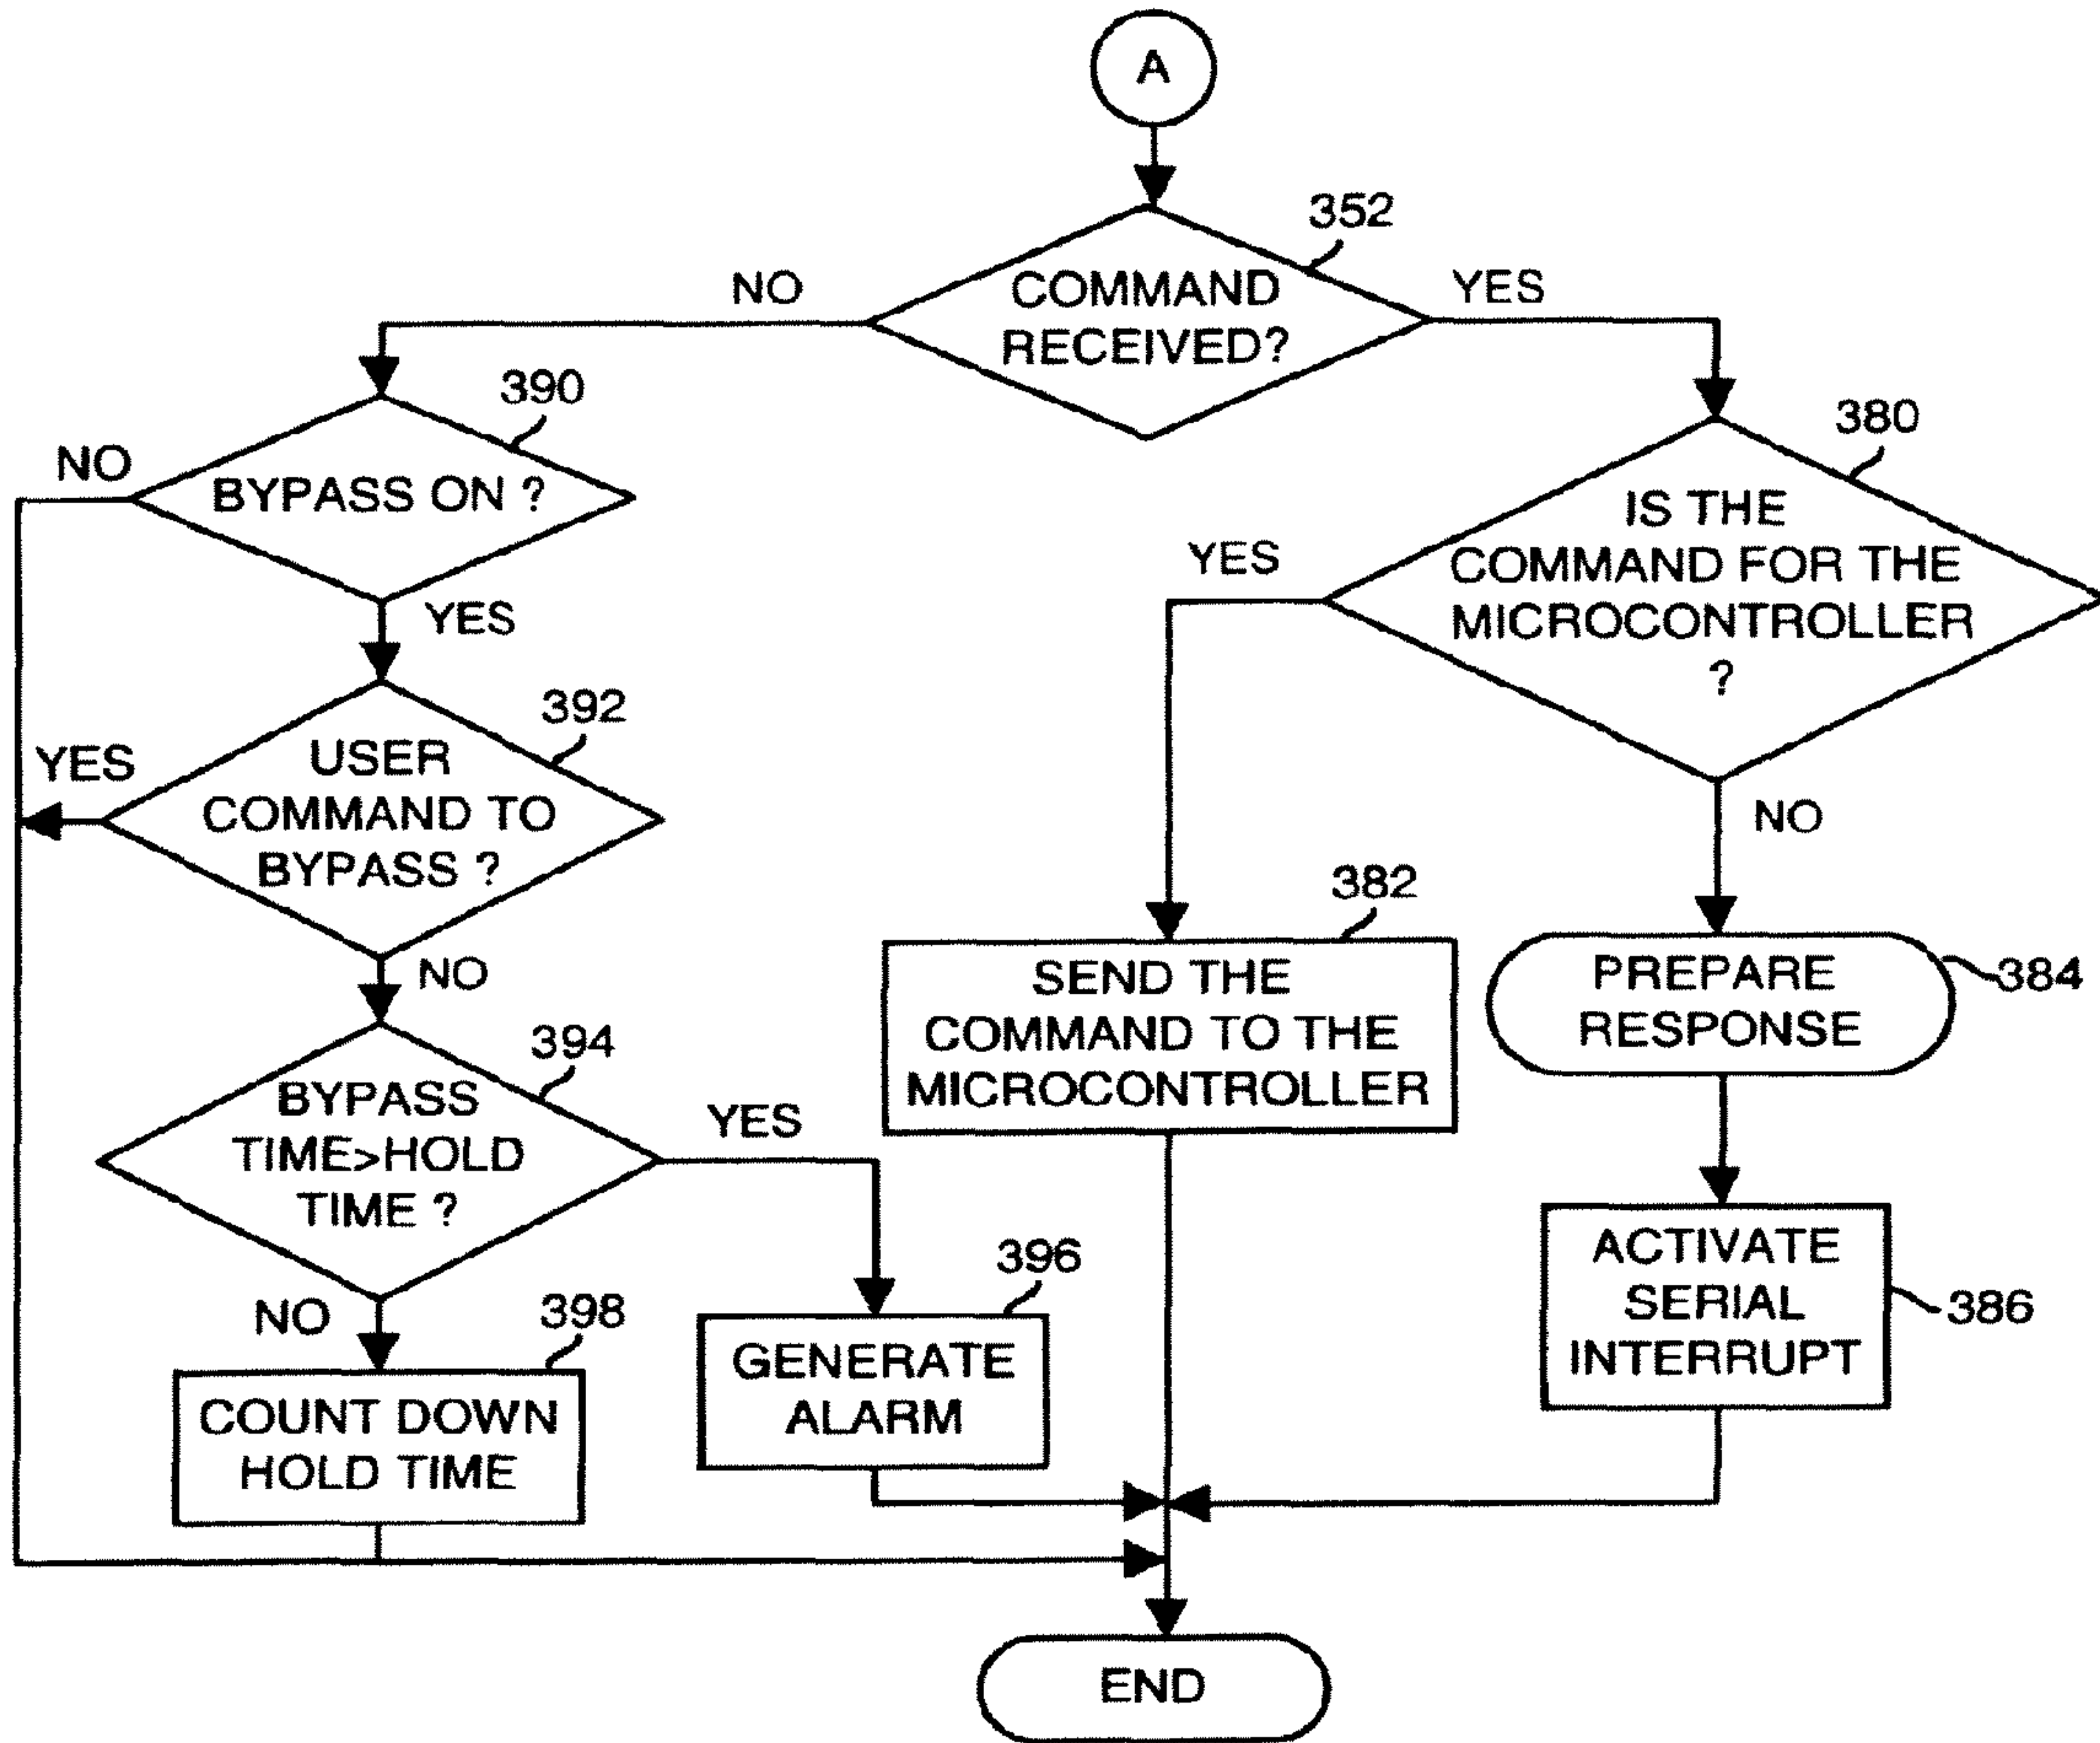 A
352
COMMAND
RECEIVED?
NO
YES
390
BYPASS ON ?
NO
YES
380
IS THE
COMMAND FOR THE
MICROCONTROLLER
?
YES
NO
392
USER
COMMAND TO
BYPASS ?
YES
NO
382
SEND THE
COMMAND TO THE
MICROCONTROLLER
384
PREPARE
RESPONSE
394
BYPASS
TIME>HOLD
TIME ?
YES
NO
386
ACTIVATE
SERIAL
INTERRUPT
396
GENERATE
ALARM
398
COUNT DOWN
HOLD TIME
END